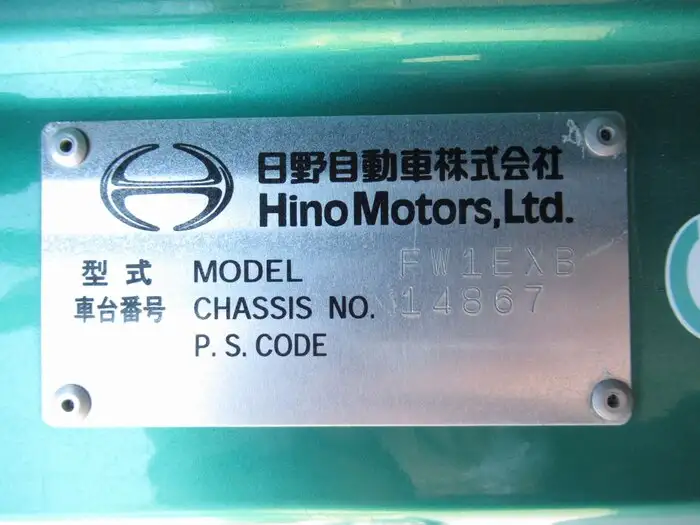 日野自動車株式会社
Hino Motors, Ltd.
型式 MODEL FW1EXB
車台番号 CHASSIS NO. 14867
P. S. CODE